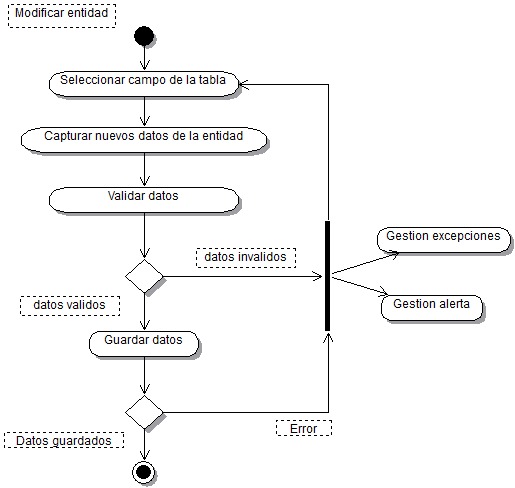 Modificar entidad
Seleccionar campo de la tabla
Capturar nuevos datos de la entidad
Validar datos
datos invalidos
Gestion excepciones
Gestion alerta
datos validos
Guardar datos
Error
Datos guardados